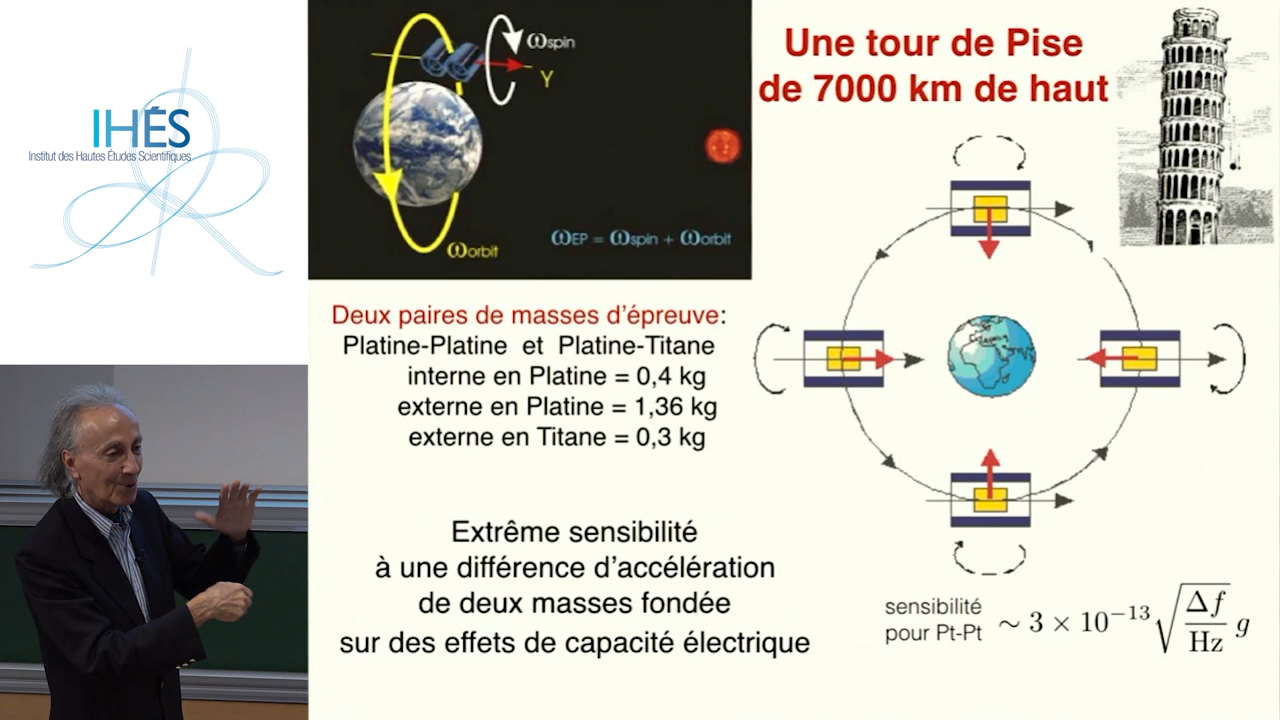 IHÉS
Institut des Hautes Études Scientifiques
ωspin
Y
ωorbit
ωEP = ωspin + ωorbit
Une tour de Pise
de 7000 km de haut
Deux paires de masses d'épreuve:
Platine-Platine et Platine-Titane
interne en Platine = 0,4 kg
externe en Platine = 1,36 kg
externe en Titane = 0,3 kg
Extrême sensibilité
à une différence d'accélération
de deux masses fondée
sur des effets de capacité électrique
sensibilité
pour Pt-Pt
∼ 3 × 10⁻¹³ √(Δf/Hz) g